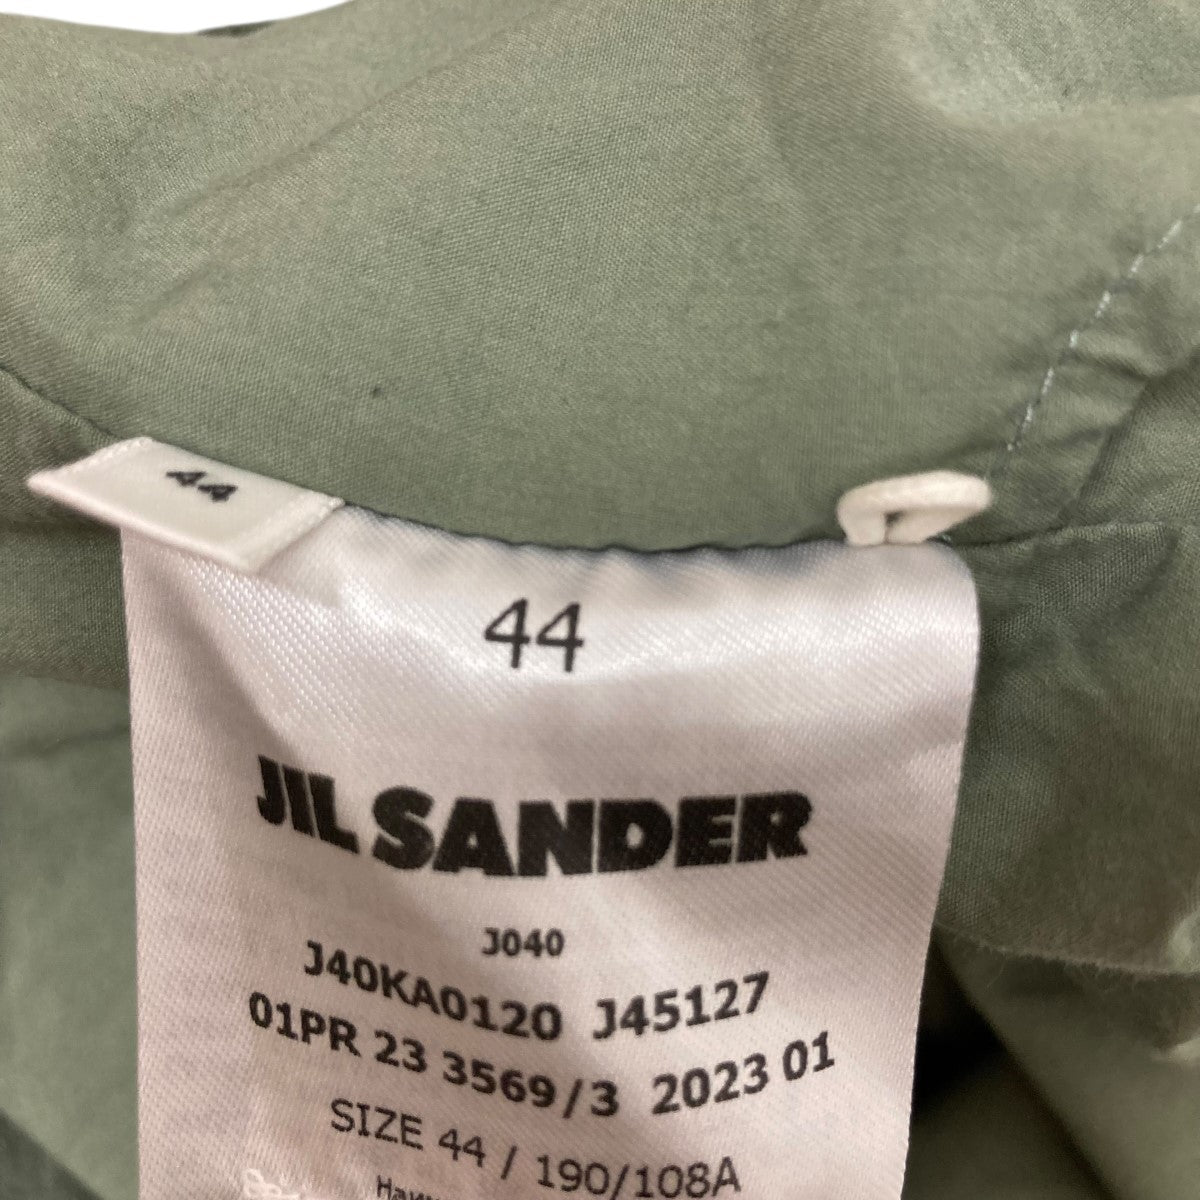 44
44
JIL SANDER
J040
J40KA0120 J45127
01PR 23 3569/3 2023 01
SIZE 44 / 190/108A